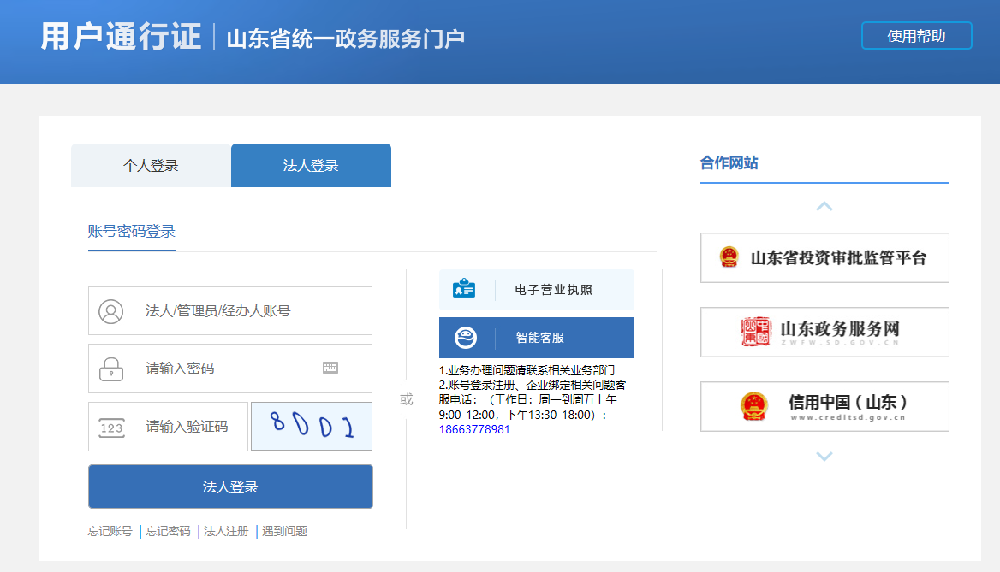 用户通行证
山东省统一政务服务门户
使用帮助
个人登录
法人登录
账号密码登录
法人/管理员/经办人账号
请输入密码
123
请输入验证码
8001
法人登录
忘记账号
忘记密码
法人注册
遇到问题
或
电子营业执照
智能客服
1.业务办理问题请联系相关业务部门
2.账号登录注册、企业绑定相关问题客
服电话：（工作日：周一到周五上午
9:00-12:00，下午13:30-18:00）：
18663778981
合作网站
山东省投资审批监管平台
山东政务服务网
ZWFW.SD.GOV.CN
信用中国（山东）
www.creditsd.gov.cn